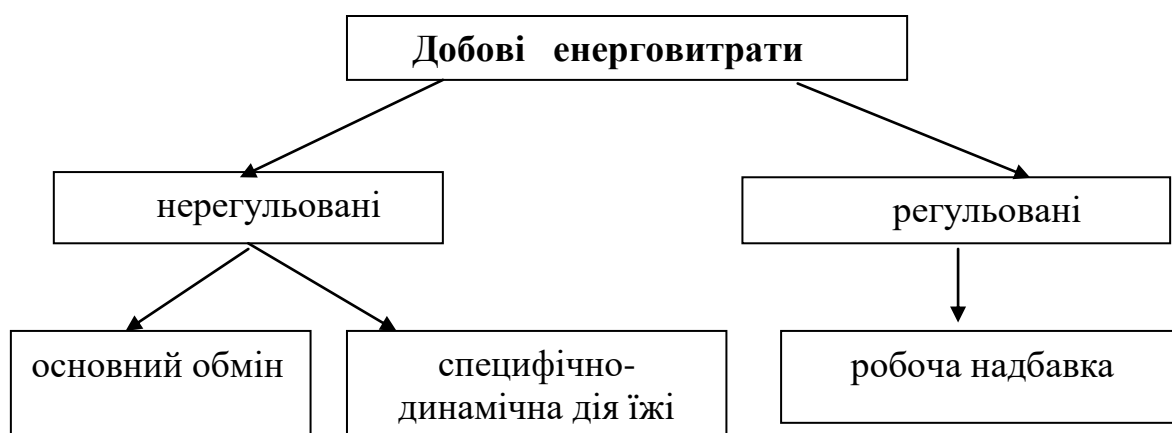 Добові енерговитрати
нерегульовані
регульовані
основний обмін
специфічно-
динамічна дія їжі
робоча надбавка